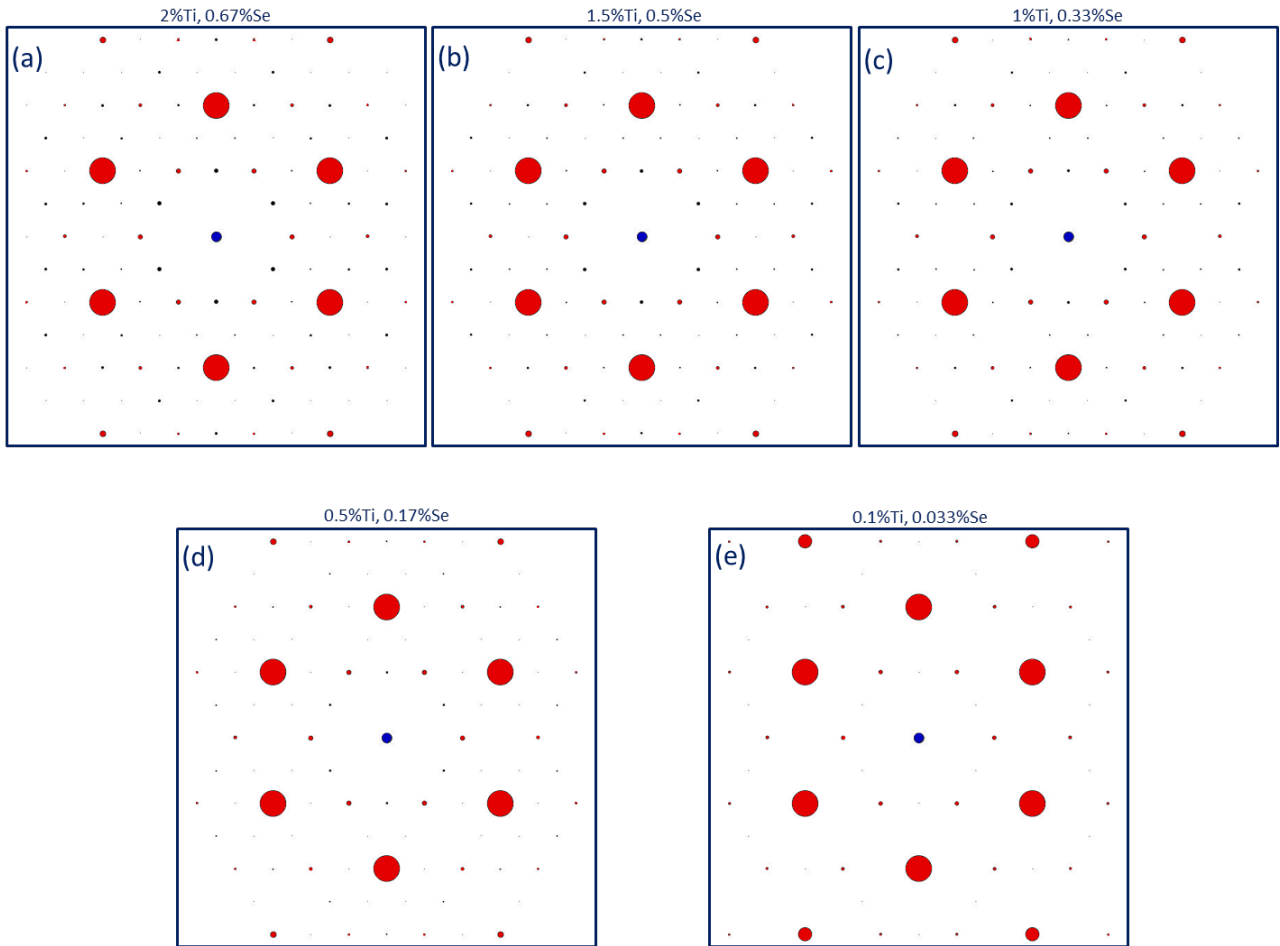 2%Ti, 0.67%Se
(a)
1.5%Ti, 0.5%Se
(b)
1%Ti, 0.33%Se
(c)
0.5%Ti, 0.17%Se
(d)
0.1%Ti, 0.033%Se
(e)